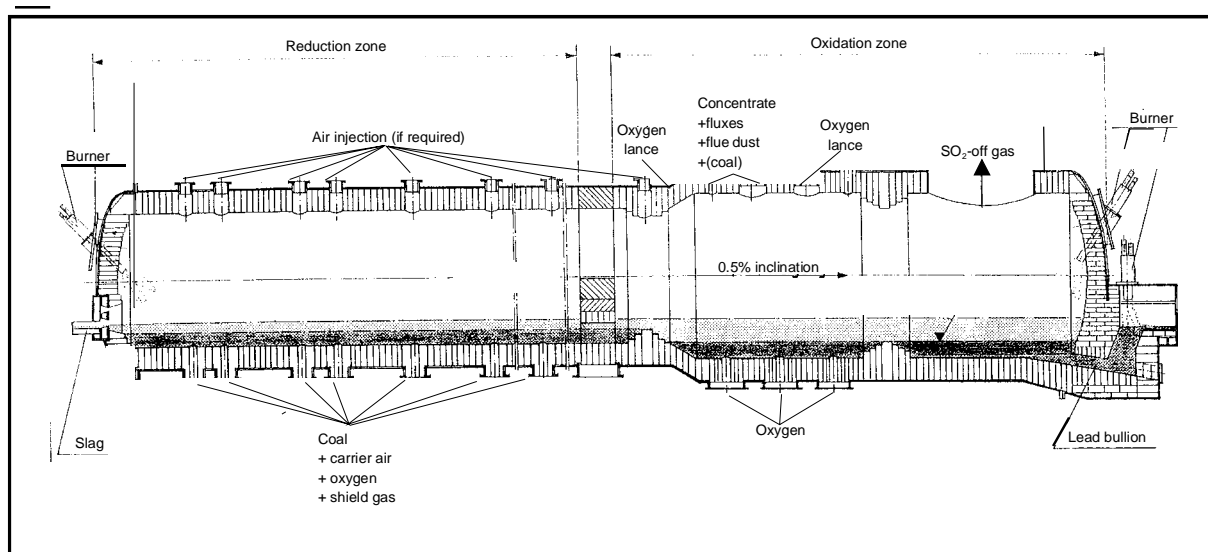 Reduction zone
Oxidation zone
Concentrate
+fluxes
+flue dust
+(coal)
Oxygen
lance
Oxygen
lance
Burner
Air injection (if required)
Burner
SO₂-off gas
0.5% inclination
Slag
Coal
+ carrier air
+ oxygen
+ shield gas
Oxygen
Lead bullion